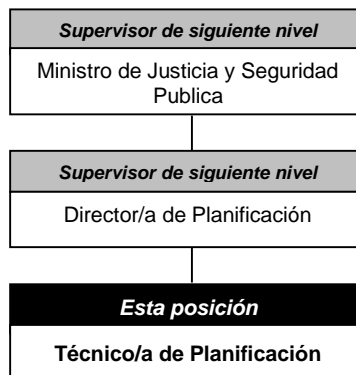 Supervisor de siguiente nivel
Ministro de Justicia y Seguridad
Publica
Supervisor de siguiente nivel
Director/a de Planificación
Esta posición
Técnico/a de Planificación